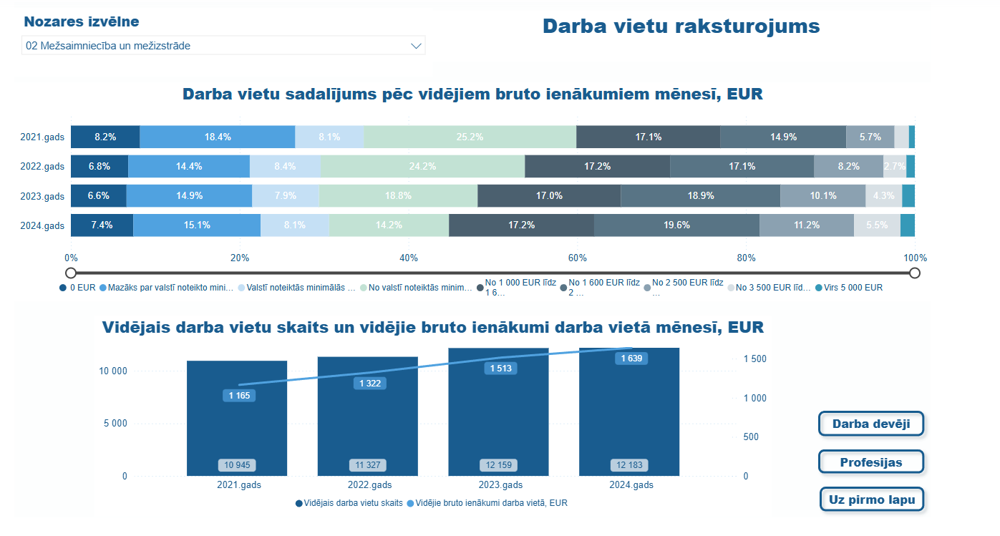 Nozares izvēlne
Darba vietu raksturojums
02 Mežsaimniecība un mežizstrāde
Darba vietu sadalījums pēc vidējiem bruto ienākumiem mēnesī, EUR
2021.gads 8.2% 18.4% 8.1% 25.2% 17.1% 14.9% 5.7%
2022.gads 6.8% 14.4% 8.4% 24.2% 17.2% 17.1% 8.2% 2.7%
2023.gads 6.6% 14.9% 7.9% 18.8% 17.0% 18.9% 10.1% 4.3%
2024.gads 7.4% 15.1% 8.1% 14.2% 17.2% 19.6% 11.2% 5.5%
0% 20% 40% 60% 80% 100%
0 EUR Mazāks par valstī noteikto mini... Valstī noteiktās minimālās ... No valstī noteiktās minim... No 1 000 EUR līdz 1 6... No 1 600 EUR līdz 2 ... No 2 500 EUR līdz ... No 3 500 EUR līd... Virs 5 000 EUR
Vidējais darba vietu skaits un vidējie bruto ienākumi darba vietā mēnesī, EUR
10 000
5 000
0
1 165 1 322 1 513 1 639
10 945 11 327 12 159 12 183
1 500
1 000
500
0
2021.gads 2022.gads 2023.gads 2024.gads
Vidējais darba vietu skaits Vidējie bruto ienākumi darba vietā, EUR
Darba devēji
Profesijas
Uz pirmo lapu